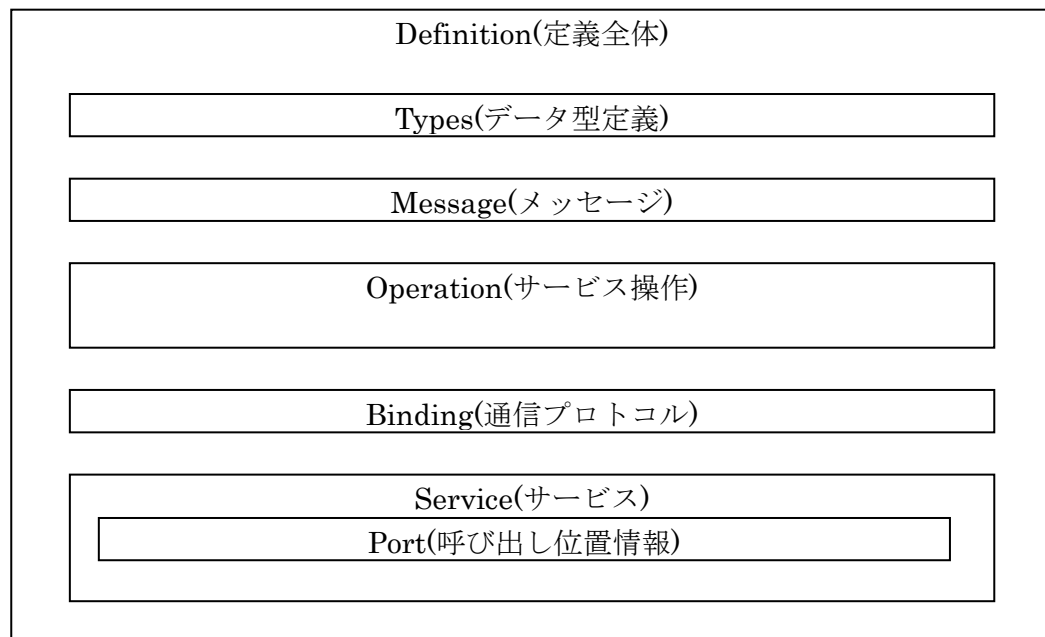 Definition(定義全体)
Types(データ型定義)
Message(メッセージ)
Operation(サービス操作)
Binding(通信プロトコル)
Service(サービス)
Port(呼び出し位置情報)